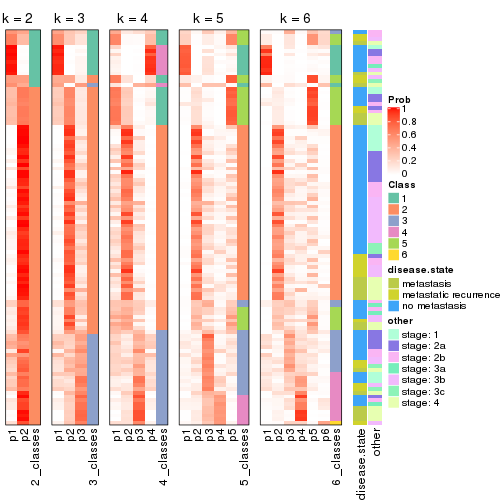 k = 2 k = 3 k = 4 k = 5 k = 6
Prob
1
0.8
0.6
0.4
0.2
0
Class
1
2
3
4
5
6
disease.state
metastasis
metastatic recurrence
no metastasis
other
stage: 1
stage: 2a
stage: 2b
stage: 3a
stage: 3b
stage: 3c
stage: 4
p1 p2 2_classes p1 p2 p3 3_classes p1 p2 p3 p4 4_classes p1 p2 p3 p4 p5 5_classes p1 p2 p3 p4 p5 p6 6_classes disease.state other